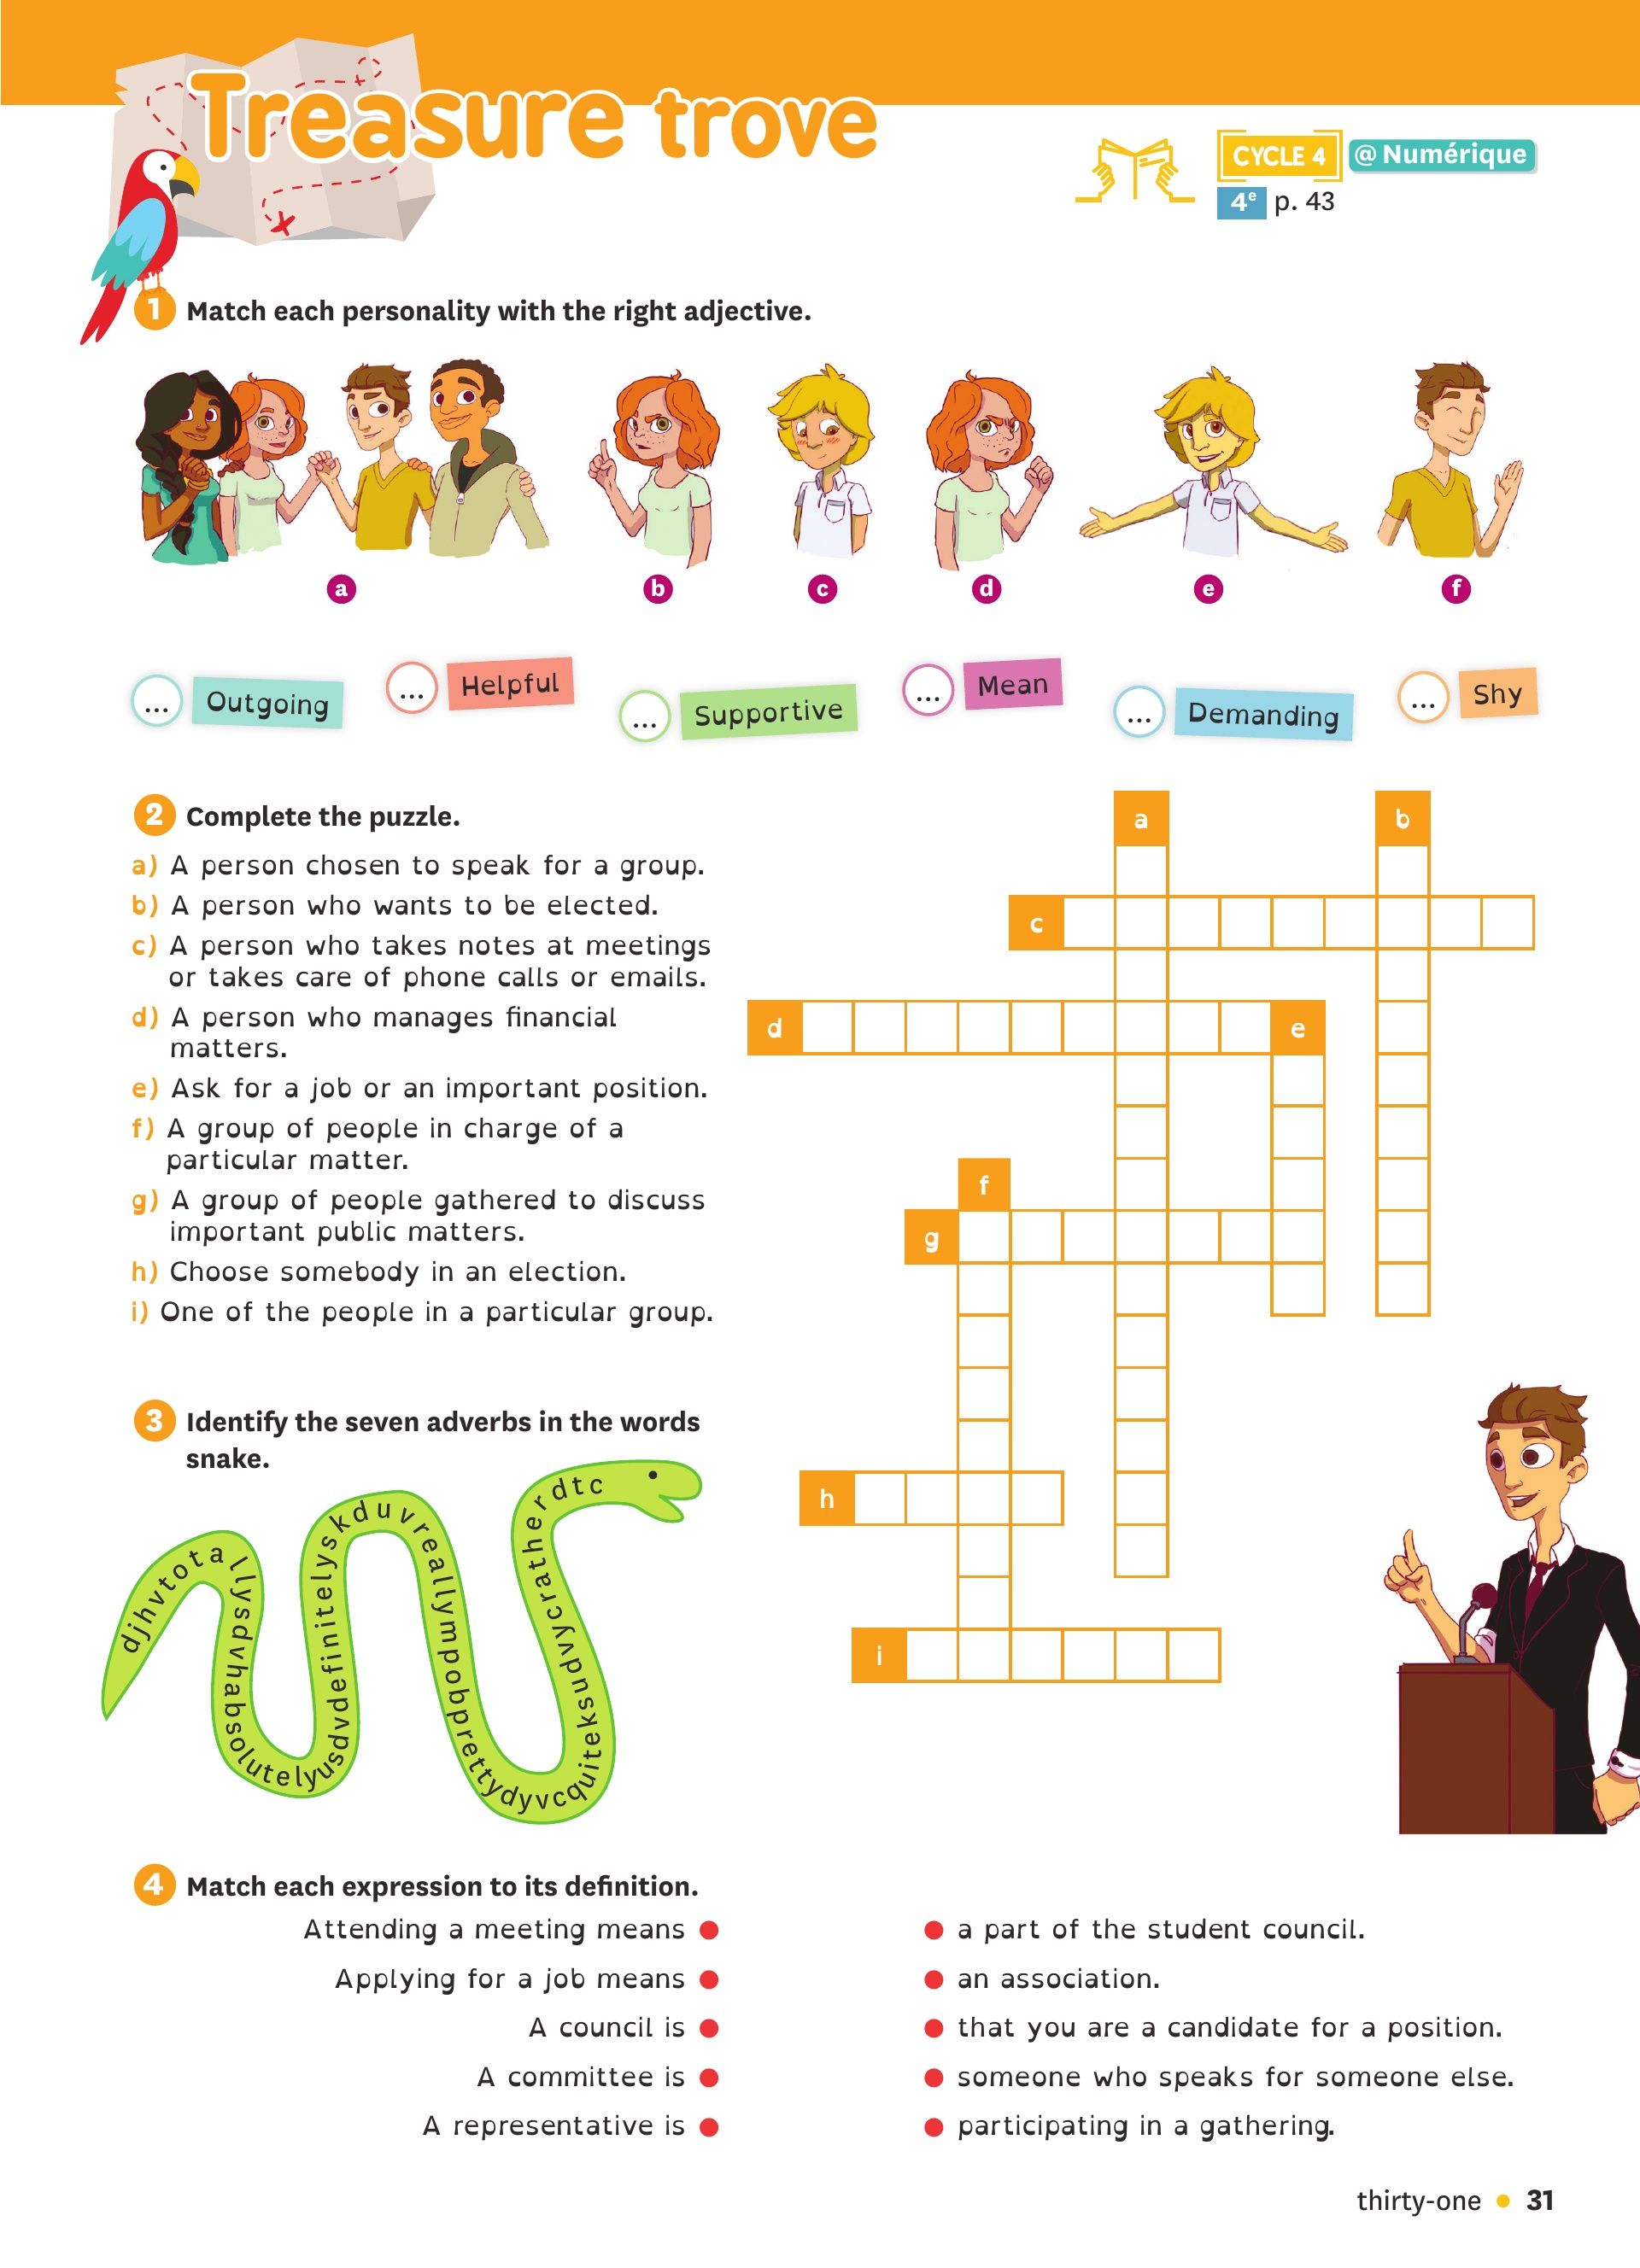 Treasure trove
CYCLE 4 @ Numérique
4e p. 43
1 Match each personality with the right adjective.
a b c d e f
... Outgoing ... Helpful ... Supportive ... Mean ... Demanding ... Shy
2 Complete the puzzle.
a) A person chosen to speak for a group.
b) A person who wants to be elected.
c) A person who takes notes at meetings
or takes care of phone calls or emails.
d) A person who manages financial
matters.
e) Ask for a job or an important position.
f) A group of people in charge of a
particular matter.
g) A group of people gathered to discuss
important public matters.
h) Choose somebody in an election.
i) One of the people in a particular group.
a b
c
d e
f
g
h
i
3 Identify the seven adverbs in the words
snake.
djhvtotallysdvhabsolutelyusdvdefinitelyskduvreallympobprettydyvcquiteksudvycratherdtc
4 Match each expression to its definition.
Attending a meeting means
Applying for a job means
A council is
A committee is
A representative is
a part of the student council.
an association.
that you are a candidate for a position.
someone who speaks for someone else.
participating in a gathering.
thirty-one • 31